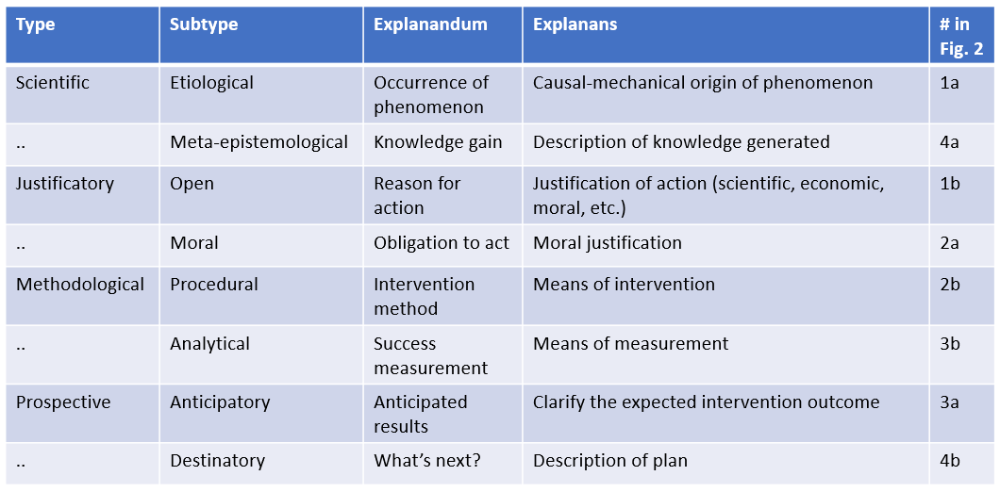 Type Subtype Explanandum Explanans # in
Fig. 2
Scientific Etiological Occurrence of Causal-mechanical origin of phenomenon 1a
phenomenon
.. Meta-epistemological Knowledge gain Description of knowledge generated 4a
Justificatory Open Reason for Justification of action (scientific, economic, 1b
action moral, etc.)
.. Moral Obligation to act Moral justification 2a
Methodological Procedural Intervention Means of intervention 2b
method
.. Analytical Success Means of measurement 3b
measurement
Prospective Anticipatory Anticipated Clarify the expected intervention outcome 3a
results
.. Destinatory What’s next? Description of plan 4b